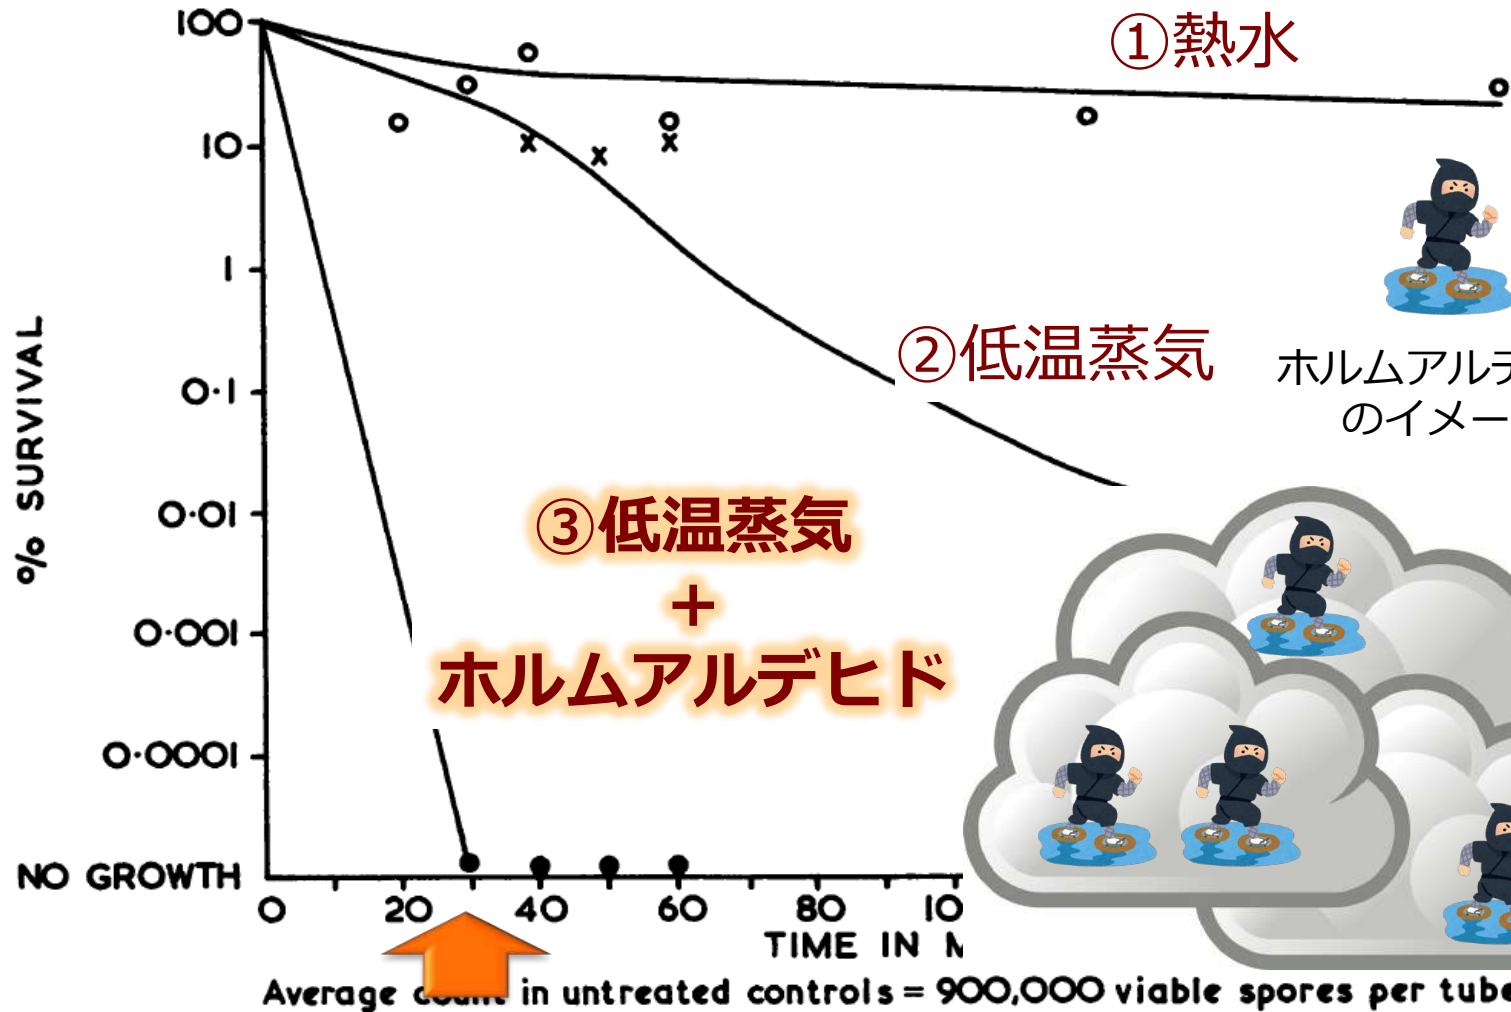 100
①熱水
10
1
②低温蒸気
ホルムアルデ
のイメー
% SURVIVAL
0·1
0·01
③低温蒸気
+
ホルムアルデヒド
0·001
0·0001
NO GROWTH
0 20 40 60 80 10
TIME IN M
Average in untreated controls = 900,000 viable spores per tube